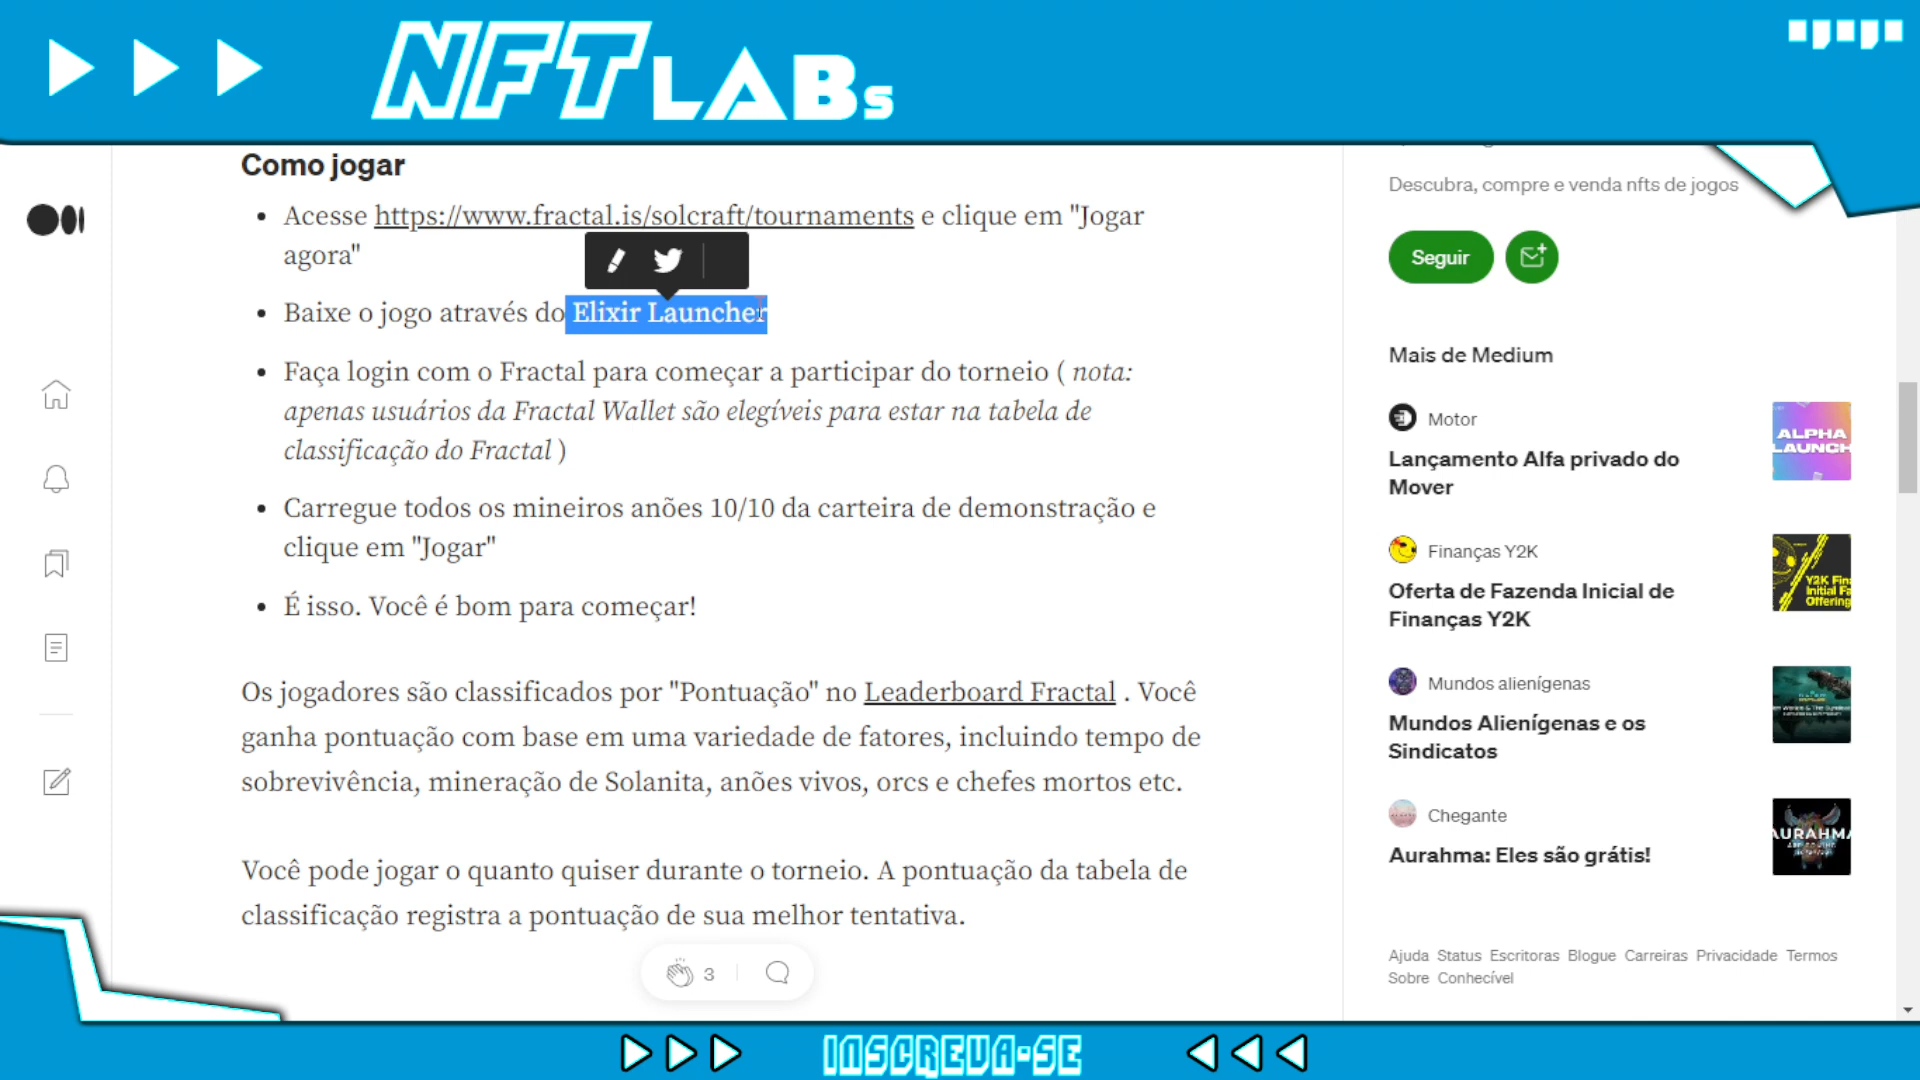 NFT LABs
Como jogar
Acesse https://www.fractal.is/solcraft/tournaments e clique em "Jogar
agora"
Baixe o jogo através do Elixir Launcher
Faça login com o Fractal para começar a participar do torneio ( nota:
apenas usuários da Fractal Wallet são elegíveis para estar na tabela de
classificação do Fractal )
Carregue todos os mineiros anões 10/10 da carteira de demonstração e
clique em "Jogar"
É isso. Você é bom para começar!
Os jogadores são classificados por "Pontuação" no Leaderboard Fractal . Você
ganha pontuação com base em uma variedade de fatores, incluindo tempo de
sobrevivência, mineração de Solanita, anões vivos, orcs e chefes mortos etc.
Você pode jogar o quanto quiser durante o torneio. A pontuação da tabela de
classificação registra a pontuação de sua melhor tentativa.
3
Descubra, compre e venda nfts de jogos
Seguir
Mais de Medium
Motor
Lançamento Alfa privado do
Mover
ALPHA
LAUNCH
Finanças Y2K
Oferta de Fazenda Inicial de
Finanças Y2K
Y2K Fin
Initial Fa
Offering
Mundos alienígenas
Mundos Alienígenas e os
Sindicatos
Chegante
Aurahma: Eles são grátis!
AURAHMA
Ajuda Status Escritoras Blogue Carreiras Privacidade Termos
Sobre Conhecível
INSCREVA-SE